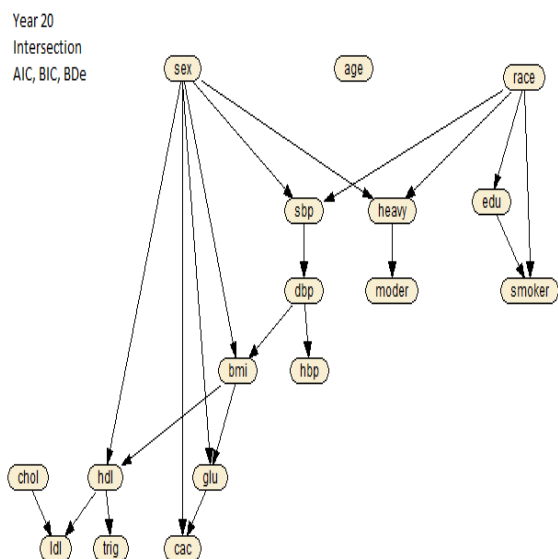 Year 20
Intersection
AIC, BIC, BDe
sex
age
race
sbp
heavy
edu
dbp
moder
smoker
bmi
hbp
chol
hdl
glu
ldl
trig
cac